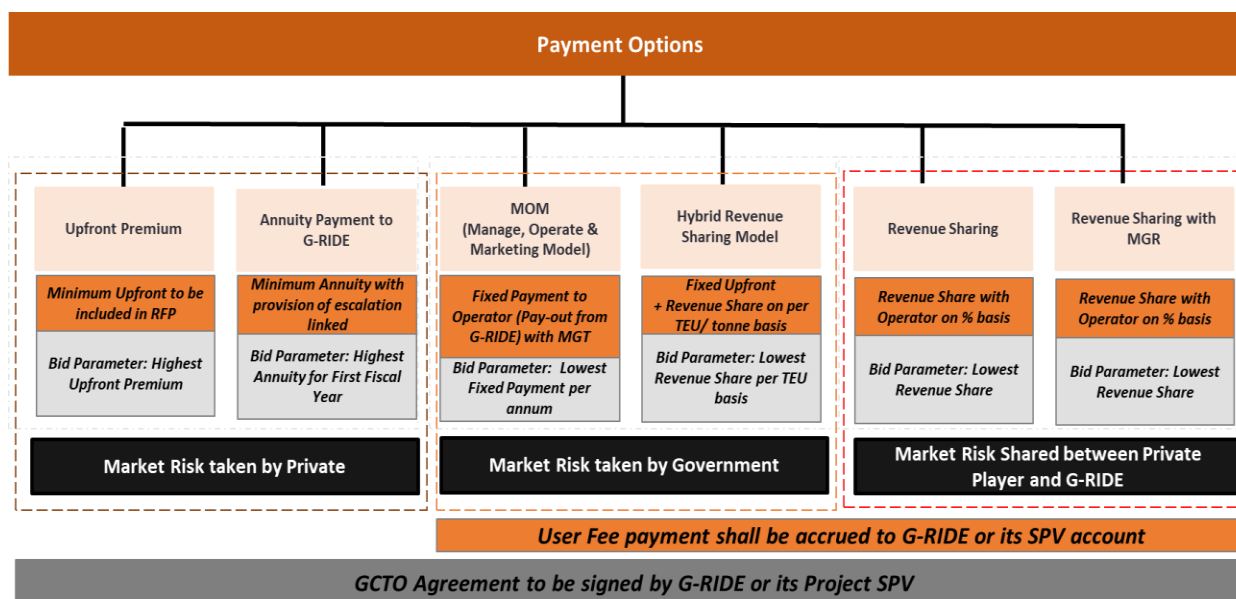 Payment Options
Upfront Premium
Minimum Upfront to be
included in RFP
Bid Parameter: Highest
Upfront Premium
Annuity Payment to
G-RIDE
Minimum Annuity with
provision of escalation
linked
Bid Parameter: Highest
Annuity for First Fiscal
Year
Market Risk taken by Private
MOM
(Manage, Operate &
Marketing Model)
Fixed Payment to
Operator (Pay-out from
G-RIDE) with MGT
Bid Parameter: Lowest
Fixed Payment per
annum
Hybrid Revenue
Sharing Model
Fixed Upfront
+ Revenue Share on per
TEU/ tonne basis
Bid Parameter: Lowest
Revenue Share per TEU
basis
Market Risk taken by Government
Revenue Sharing
Revenue Share with
Operator on % basis
Bid Parameter: Lowest
Revenue Share
Revenue Sharing with
MGR
Revenue Share with
Operator on % basis
Bid Parameter: Lowest
Revenue Share
Market Risk Shared between Private
Player and G-RIDE
User Fee payment shall be accrued to G-RIDE or its SPV account
GCTO Agreement to be signed by G-RIDE or its Project SPV